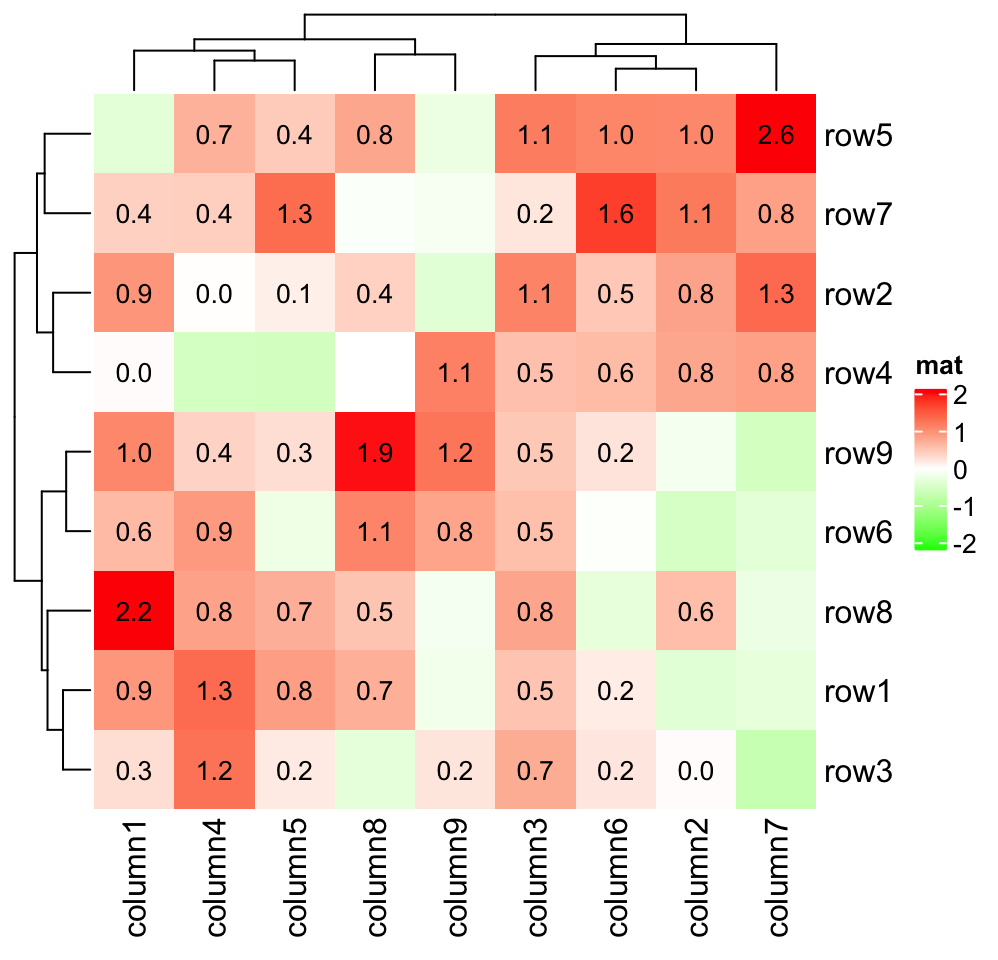 0.7 0.4 0.8 1.1 1.0 1.0 2.6 row5
0.4 0.4 1.3 0.2 1.6 1.1 0.8 row7
0.9 0.0 0.1 0.4 1.1 0.5 0.8 1.3 row2
0.0 1.1 0.5 0.6 0.8 0.8 row4
1.0 0.4 0.3 1.9 1.2 0.5 0.2 row9
0.6 0.9 1.1 0.8 0.5 row6
2.2 0.8 0.7 0.5 0.8 0.6 row8
0.9 1.3 0.8 0.7 0.5 0.2 row1
0.3 1.2 0.2 0.2 0.7 0.2 0.0 row3
column1 column4 column5 column8 column9 column3 column6 column2 column7
mat
2
1
0
-1
-2